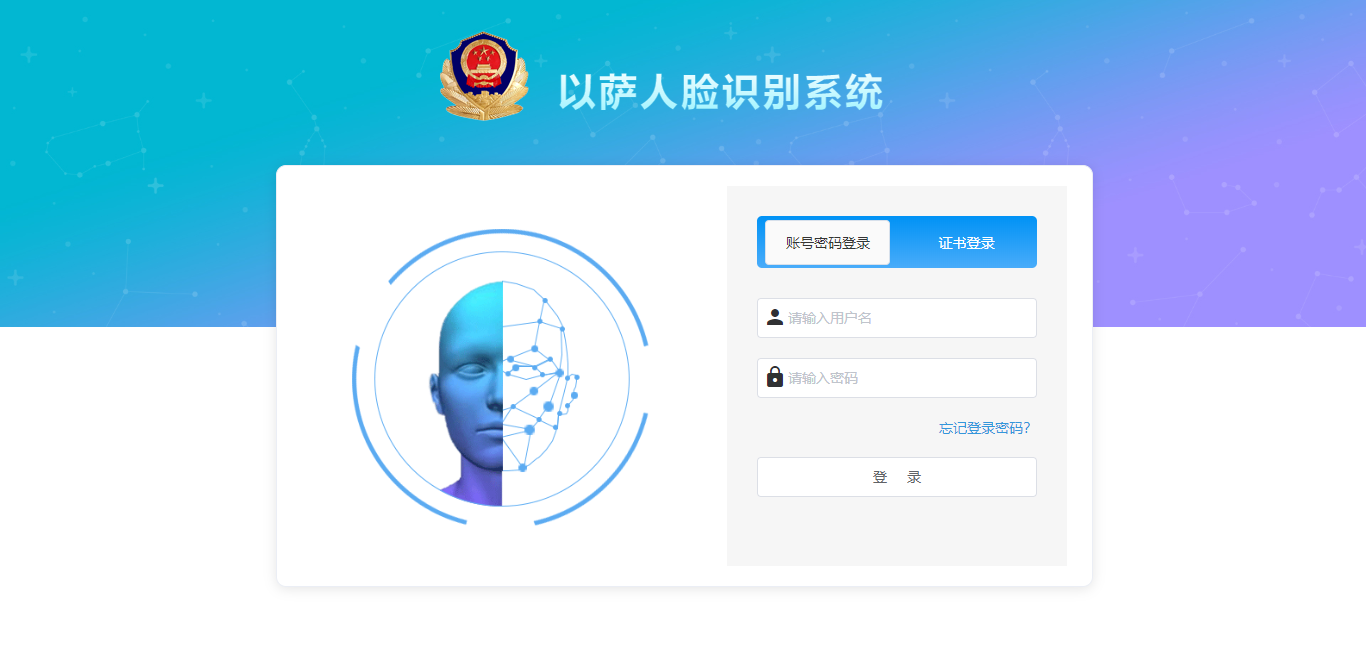 以萨人脸识别系统
账号密码登录 证书登录
请输入用户名
请输入密码
忘记登录密码?
登 录